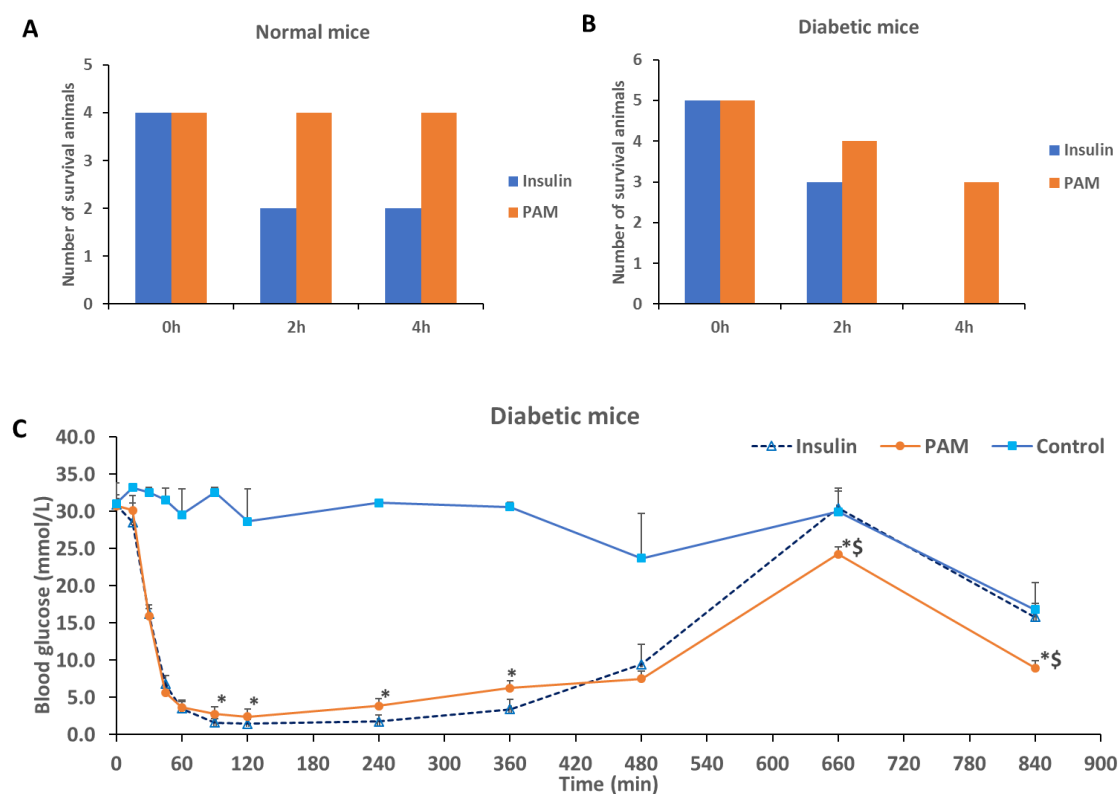 A
Normal mice
Number of survival animals
5
4
3
2
1
0
0h 2h 4h
Insulin
PAM
B
Diabetic mice
Number of survival animals
6
5
4
3
2
1
0
0h 2h 4h
Insulin
PAM
C
Diabetic mice
Insulin PAM Control
Blood glucose (mmol/L)
40.0
35.0
30.0
25.0
20.0
15.0
10.0
5.0
0.0
* * * * *$ *$
0 60 120 180 240 300 360 420 480 540 600 660 720 780 840 900
Time (min)